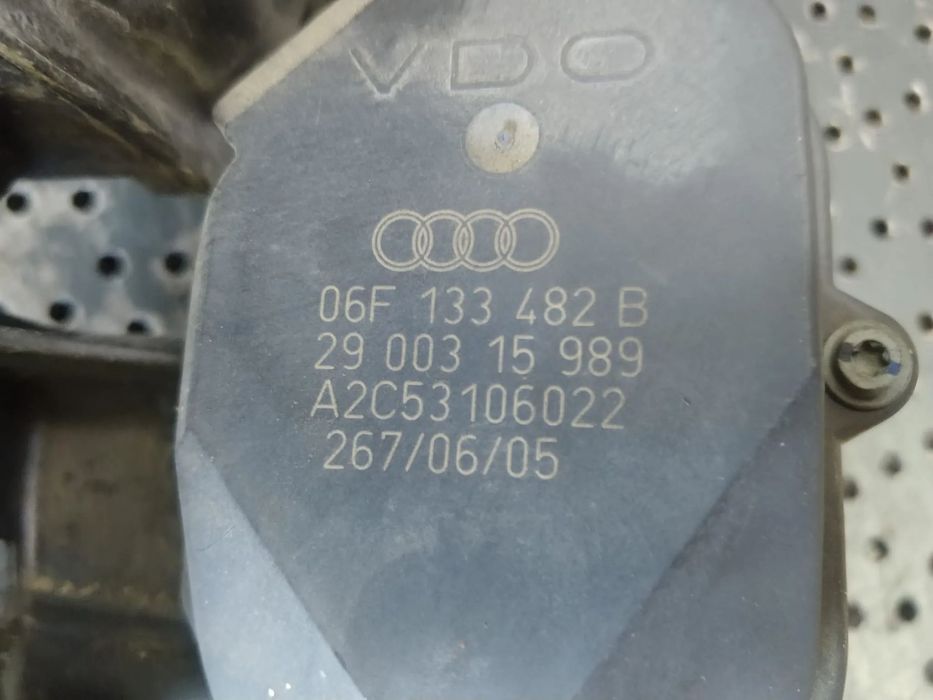 VDO
06F 133 482 B
29 003 15 989
A2C53106022
267/06/05